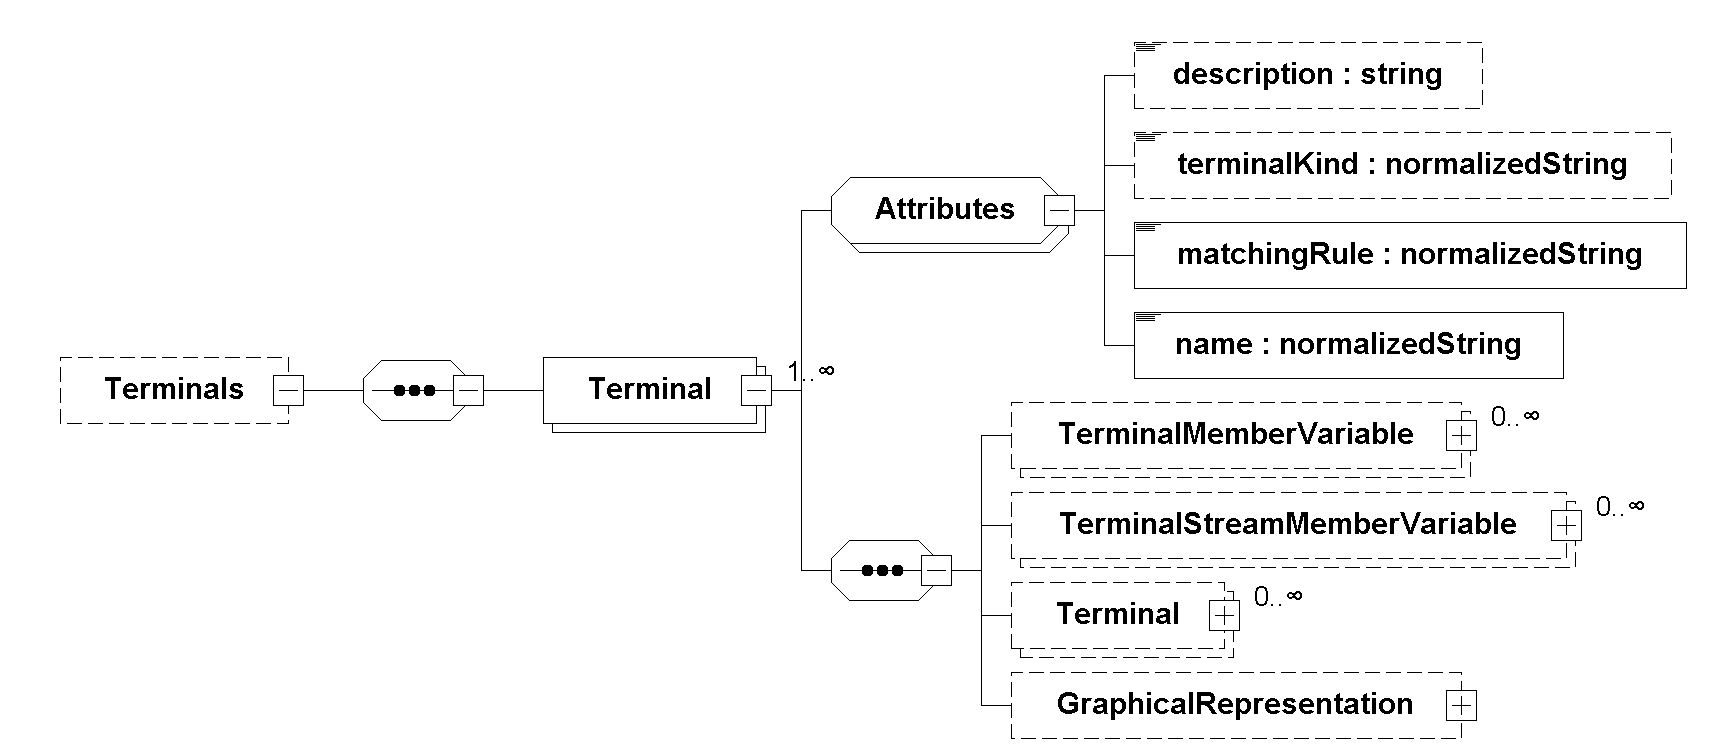 description : string
terminalKind : normalizedString
Attributes
matchingRule : normalizedString
name : normalizedString
Terminals
Terminal
1..∞
TerminalMemberVariable
0..∞
TerminalStreamMemberVariable
0..∞
Terminal
0..∞
GraphicalRepresentation